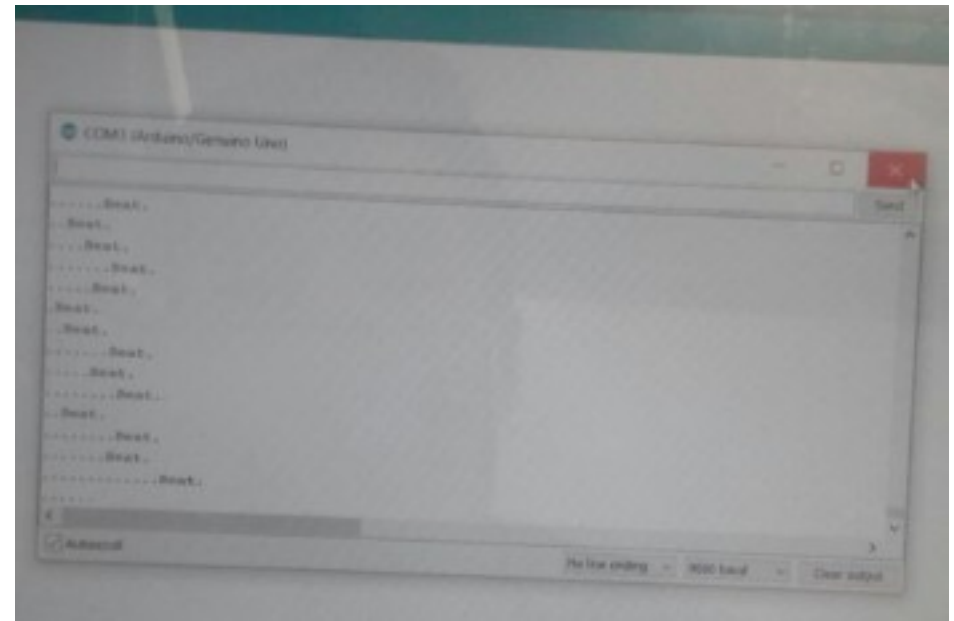 COM3 (Arduino/Genuino Uno)
Send
......Beat.
..Beat.
....Beat.
.......Beat.
.....Beat.
.Beat.
..Beat.
.......Beat.
.....Beat.
........Beat.
..Beat.
........Beat.
.......Beat.
.............Beat.
......
Autoscroll
No line ending
9600 baud
Clear output